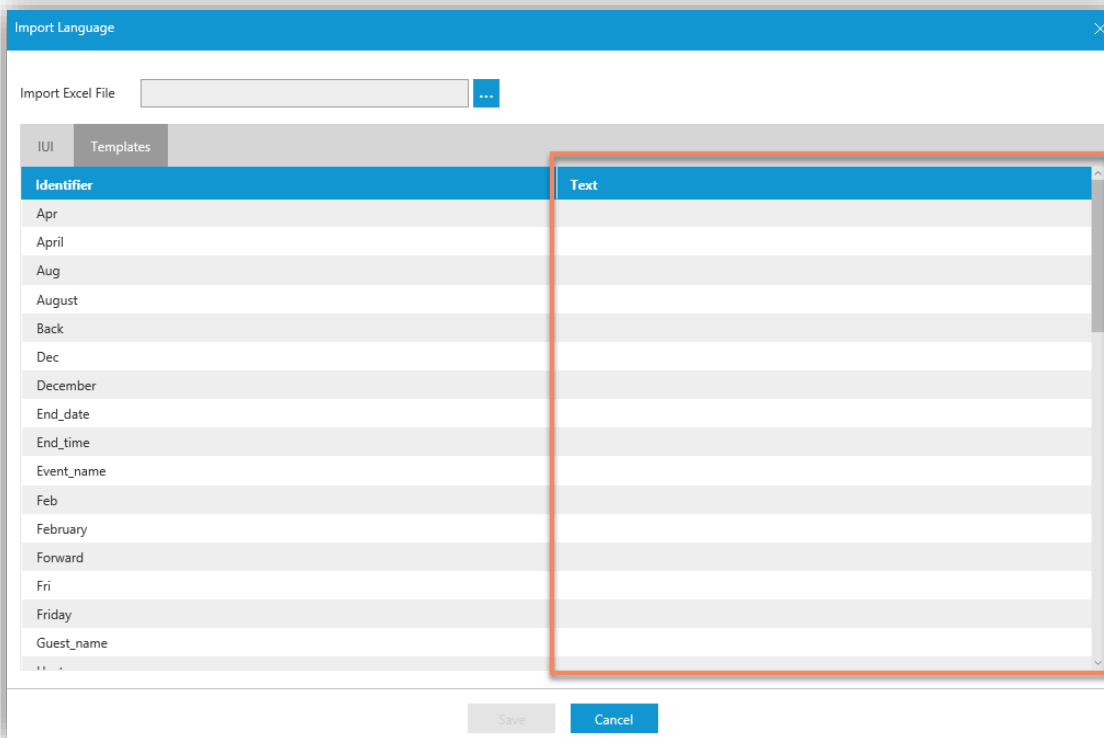 Import Language
Import Excel File
...
IUI Templates
Identifier Text
Apr
April
Aug
August
Back
Dec
December
End_date
End_time
Event_name
Feb
February
Forward
Fri
Friday
Guest_name
Save Cancel